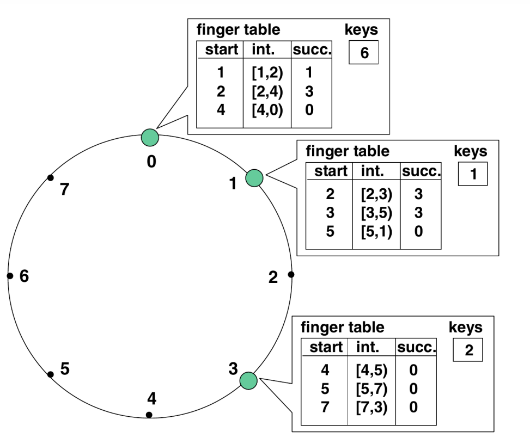 finger table keys
start int. succ. 6
1 [1,2) 1
2 [2,4) 3
4 [4,0) 0
0
finger table keys
start int. succ. 1
2 [2,3) 3
3 [3,5) 3
5 [5,1) 0
1
7
2
6
finger table keys
start int. succ. 2
4 [4,5) 0
5 [5,7) 0
7 [7,3) 0
3
5
4